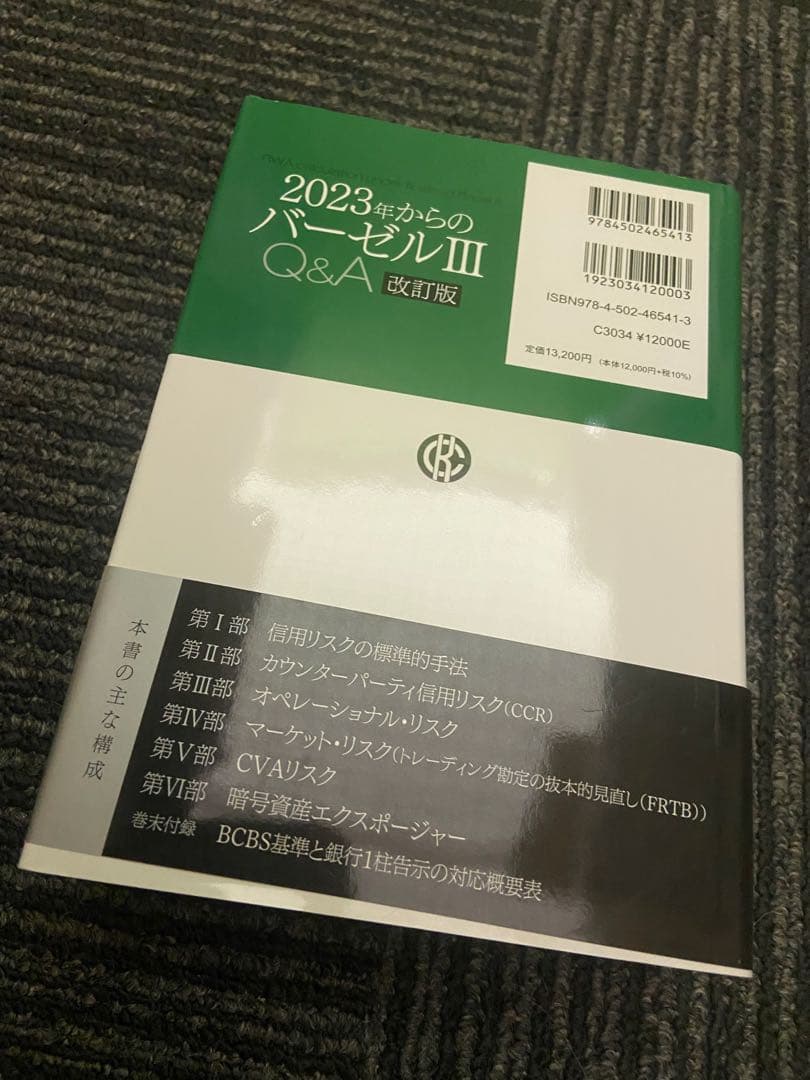 2023年からの
バーゼルⅢ
Q&A 改訂版
9784502465413
1923034120003
ISBN978-4-502-46541-3
C3034 ¥12000E
定価13,200円 (本体12,000円+税10%)
本書の主な構成
第Ⅰ部 信用リスクの標準的手法
第Ⅱ部 カウンターパーティ信用リスク(CCR)
第Ⅲ部 オペレーショナル・リスク
第Ⅳ部 マーケット・リスク(トレーディング勘定の抜本的見直し(FRTB))
第Ⅴ部 CVAリスク
第Ⅵ部 暗号資産エクスポージャー
巻末付録 BCBS基準と銀行1柱告示の対応概要表